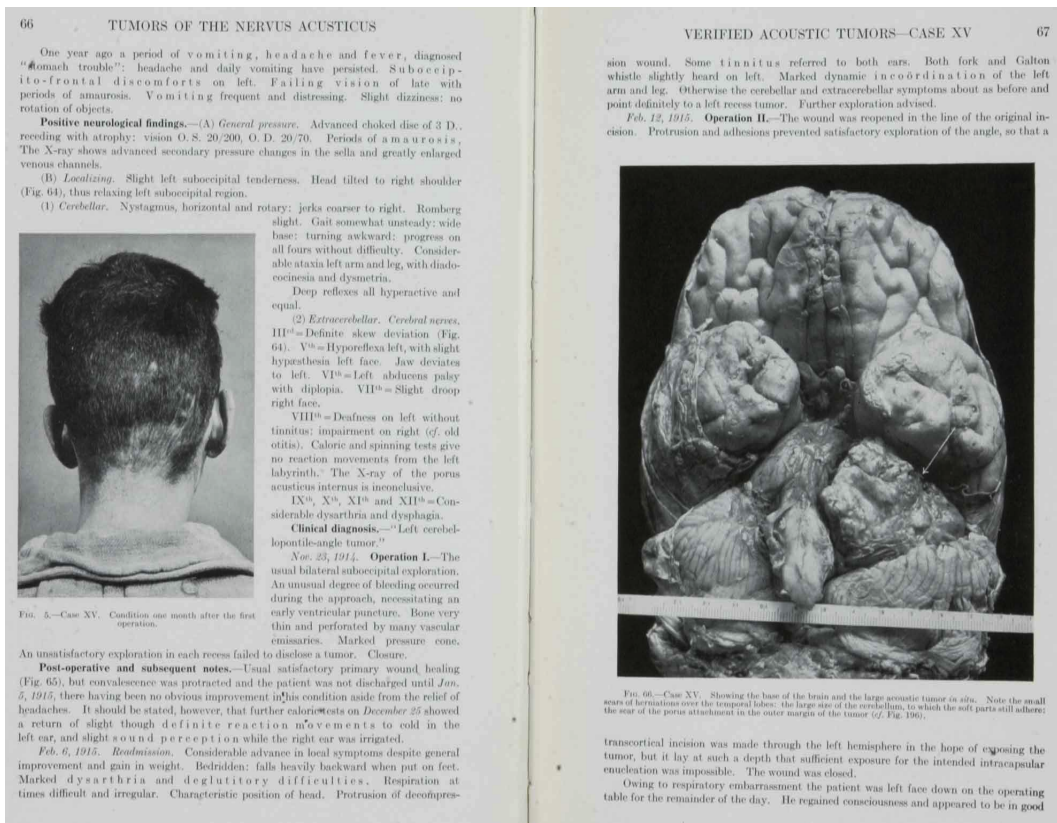 66 TUMORS OF THE NERVUS ACUSTICUS
One year ago a period of vomiting, headache and fever, diagnosed
"stomach trouble": headache and daily vomiting have persisted. Suboccip-
ito-frontal discomforts on left. Failing vision of late with
periods of amaurosis. Vomiting frequent and distressing. Slight dizziness: no
rotation of objects.
Positive neurological findings.—(A) General pressure. Advanced choked disc of 3 D.,
receding with atrophy: vision O. S. 20/200, O. D. 20/70. Periods of amaurosis.
The X-ray shows advanced secondary pressure changes in the sella and greatly enlarged
venous channels.
(B) Localizing. Slight left suboccipital tenderness. Head tilted to right shoulder
(Fig. 64), thus relaxing left suboccipital region.
(1) Cerebellar. Nystagmus, horizontal and rotary: jerks coarser to right. Romberg
slight. Gait somewhat unsteady: wide
base: turning awkward: progress on
all fours without difficulty. Consider-
able ataxia left arm and leg, with diado-
cocinesia and dysmetria.
Deep reflexes all hyperactive and
equal.
(2) Extracerebellar. Cerebral nerves.
IIIrd=Definite skew deviation (Fig.
64). Vth=Hyporeflexa left, with slight
hypæsthesia left face. Jaw deviates
to left. VIth=Left abducens palsy
with diplopia. VIIth=Slight droop
right face.
VIIIth=Deafness on left without
tinnitus: impairment on right (cf. old
otitis). Caloric and spinning tests give
no reaction movements from the left
labyrinth. The X-ray of the porus
acusticus internus is inconclusive.
IXth, Xth, XIth and XIIth=Con-
siderable dysarthria and dysphagia.
Clinical diagnosis.—"Left cerebel-
lopontile-angle tumor."
Nov. 23, 1914. Operation I.—The
usual bilateral suboccipital exploration.
An unusual degree of bleeding occurred
during the approach, necessitating an
early ventricular puncture. Bone very
thin and perforated by many vascular
emissaries. Marked pressure cone.
Fig. 5.—Case XV. Condition one month after the first
operation.
An unsatisfactory exploration in each recess failed to disclose a tumor. Closure.
Post-operative and subsequent notes.—Usual satisfactory primary wound healing
(Fig. 65), but convalescence was protracted and the patient was not discharged until Jan.
5, 1915, there having been no obvious improvement in his condition aside from the relief of
headaches. It should be stated, however, that further caloric tests on December 25 showed
a return of slight though definite reaction movements to cold in the
left ear, and slight sound perception while the right ear was irrigated.
Feb. 6, 1915. Readmission. Considerable advance in local symptoms despite general
improvement and gain in weight. Bedridden: falls heavily backward when put on feet.
Marked dysarthria and deglutitory difficulties. Respiration at
times difficult and irregular. Characteristic position of head. Protrusion of decompres-
VERIFIED ACOUSTIC TUMORS—CASE XV 67
sion wound. Some tinnitus referred to both ears. Both fork and Galton
whistle slightly heard on left. Marked dynamic incoördination of the left
arm and leg. Otherwise the cerebellar and extracerebellar symptoms about as before and
point definitely to a left recess tumor. Further exploration advised.
Feb. 12, 1915. Operation II.—The wound was reopened in the line of the original in-
cision. Protrusion and adhesions prevented satisfactory exploration of the angle, so that a
Fig. 66.—Case XV. Showing the base of the brain and the large acoustic tumor in situ. Note the small
scars of herniations over the temporal lobes: the large size of the cerebellum, to which the soft parts still adhere:
the scar of the porus attachment in the outer margin of the tumor (cf. Fig. 196).
transcortical incision was made through the left hemisphere in the hope of exposing the
tumor, but it lay at such a depth that sufficient exposure for the intended intracapsular
enucleation was impossible. The wound was closed.
Owing to respiratory embarrassment the patient was left face down on the operating
table for the remainder of the day. He regained consciousness and appeared to be in good